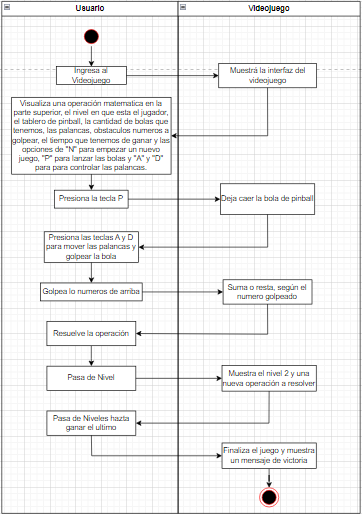 Usuario
Videojuego
Ingresa al
Videojuego
Muestrá la interfaz del
videojuego
Visualiza una operación matematica en la
parte superior, el nivel en que esta el jugador,
el tablero de pinball, la cantidad de bolas que
tenemos, las palancas, obstaculos numeros a
golpear, el tiempo que tenemos de ganar y las
opciones de "N" para empezar un nuevo
juego, "P" para lanzar las bolas y "A" y "D"
para para controlar las palancas.
Presiona la tecla P
Deja caer la bola de pinball
Presiona las teclas A y D
para mover las palancas y
golpear la bola
Golpea lo numeros de arriba
Suma o resta, según el
numero golpeado
Resuelve la operación
Pasa de Nivel
Muestra el nivel 2 y una
nueva operación a resolver
Pasa de Niveles hazta
ganar el ultimo
Finaliza el juego y muestra
un mensaje de victoria